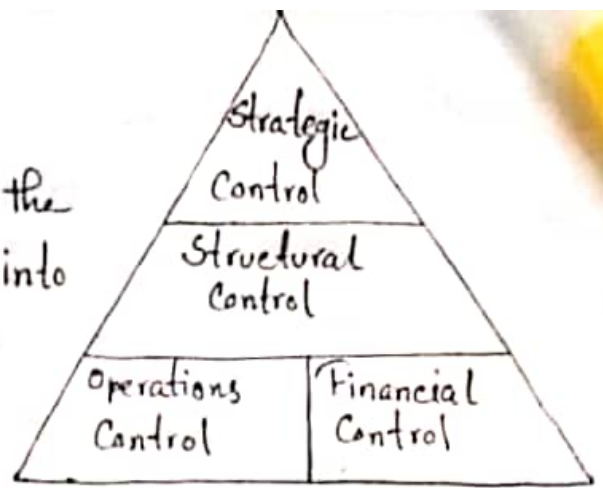 Strategic
Control
the
into
Structural
Control
Operations
Control
Financial
Control